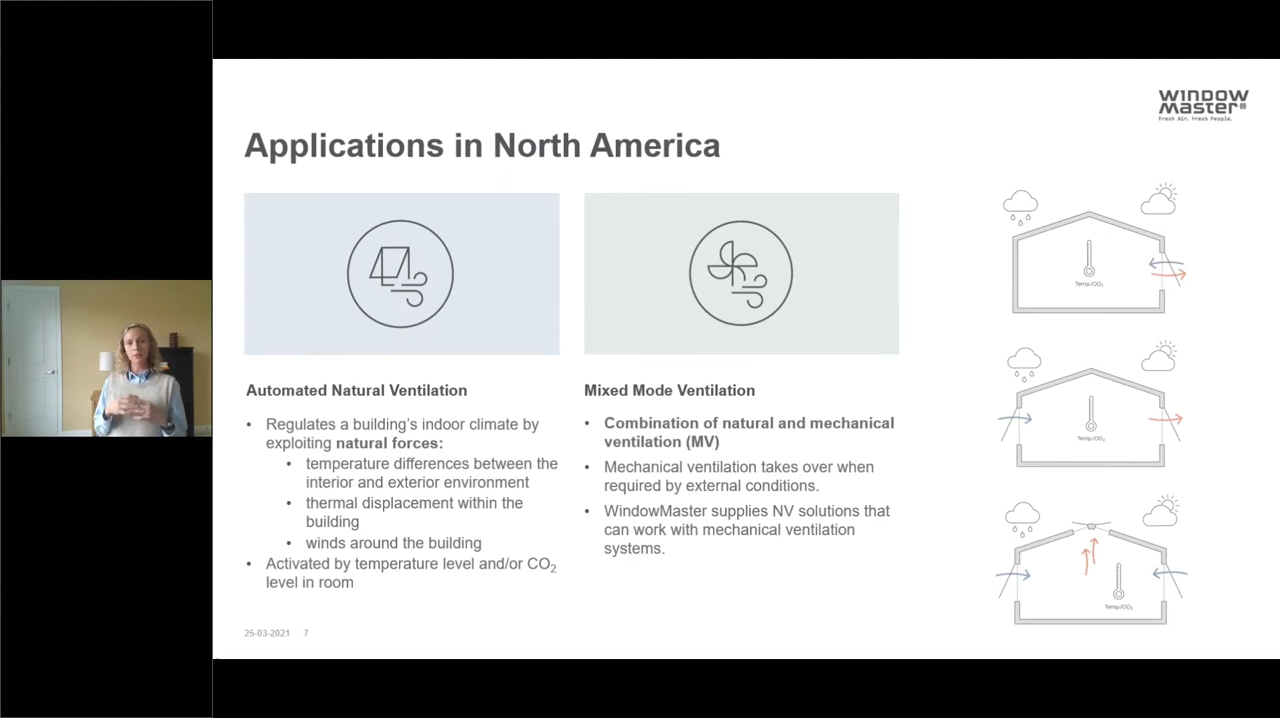 WINDOW
Master®
Fresh Air. Fresh People.
Applications in North America
Automated Natural Ventilation
• Regulates a building's indoor climate by
exploiting natural forces:
• temperature differences between the
interior and exterior environment
• thermal displacement within the
building
• winds around the building
• Activated by temperature level and/or CO₂
level in room
Mixed Mode Ventilation
• Combination of natural and mechanical
ventilation (MV)
• Mechanical ventilation takes over when
required by external conditions.
• WindowMaster supplies NV solutions that
can work with mechanical ventilation
systems.
Temp/CO₂
Temp/CO₂
Temp/CO₂
25-03-2021 7